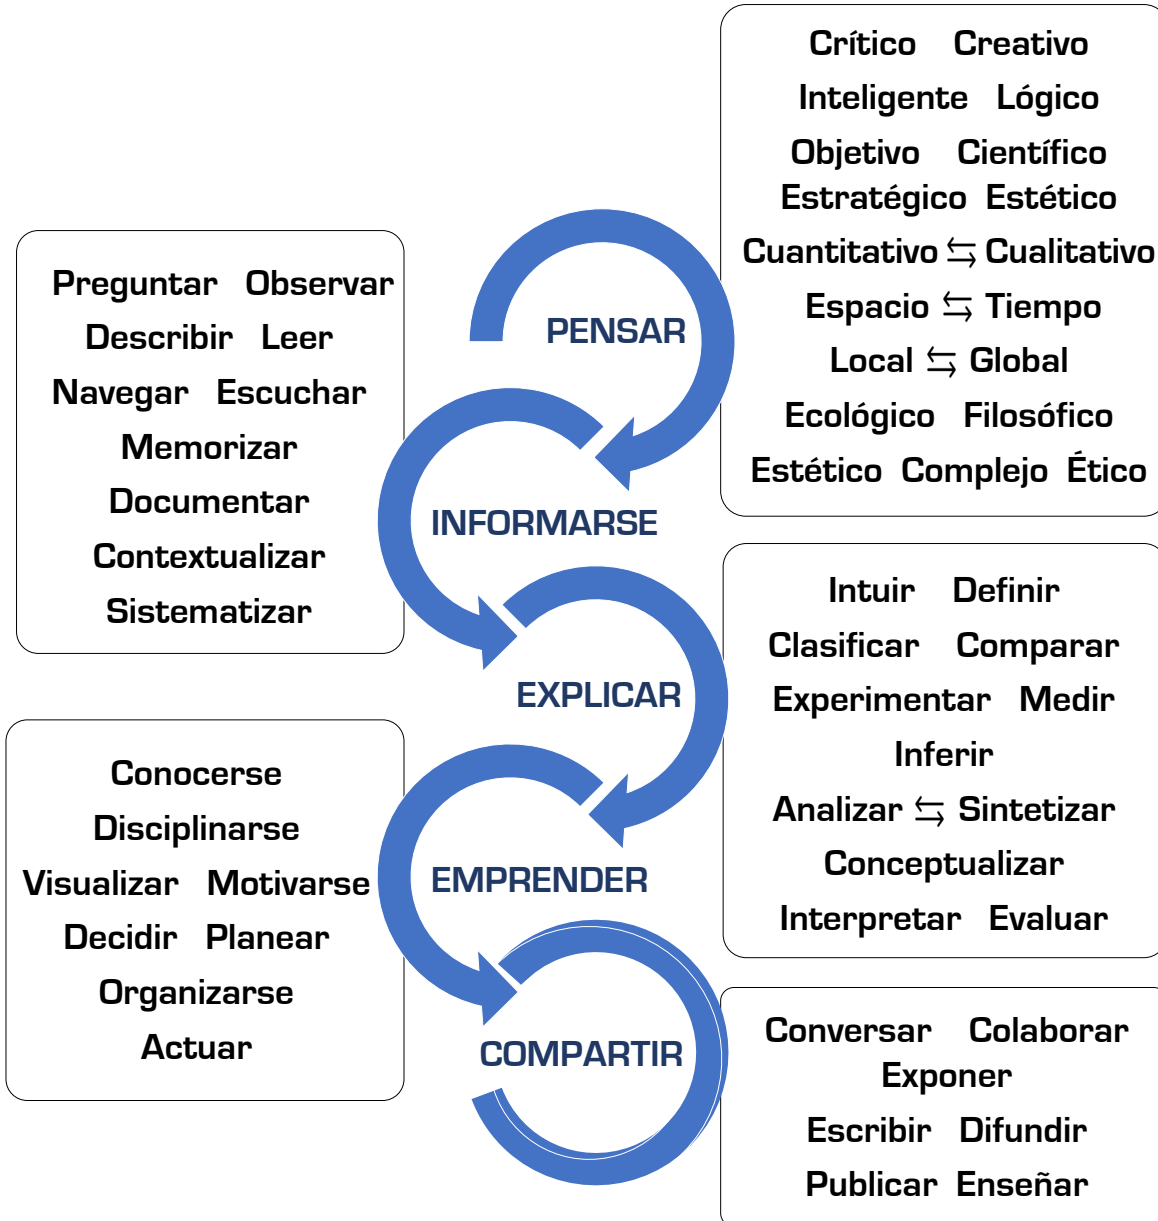 Crítico Creativo
Inteligente Lógico
Objetivo Científico
Estratégico Estético
Cuantitativo ⇆ Cualitativo
Espacio ⇆ Tiempo
Local ⇆ Global
Ecológico Filosófico
Estético Complejo Ético
PENSAR
Preguntar Observar
Describir Leer
Navegar Escuchar
Memorizar
Documentar
Contextualizar
Sistematizar
INFORMARSE
Intuir Definir
Clasificar Comparar
Experimentar Medir
Inferir
Analizar ⇆ Sintetizar
Conceptualizar
Interpretar Evaluar
EXPLICAR
Conocerse
Disciplinarse
Visualizar Motivarse
Decidir Planear
Organizarse
Actuar
EMPRENDER
COMPARTIR
Conversar Colaborar
Exponer
Escribir Difundir
Publicar Enseñar